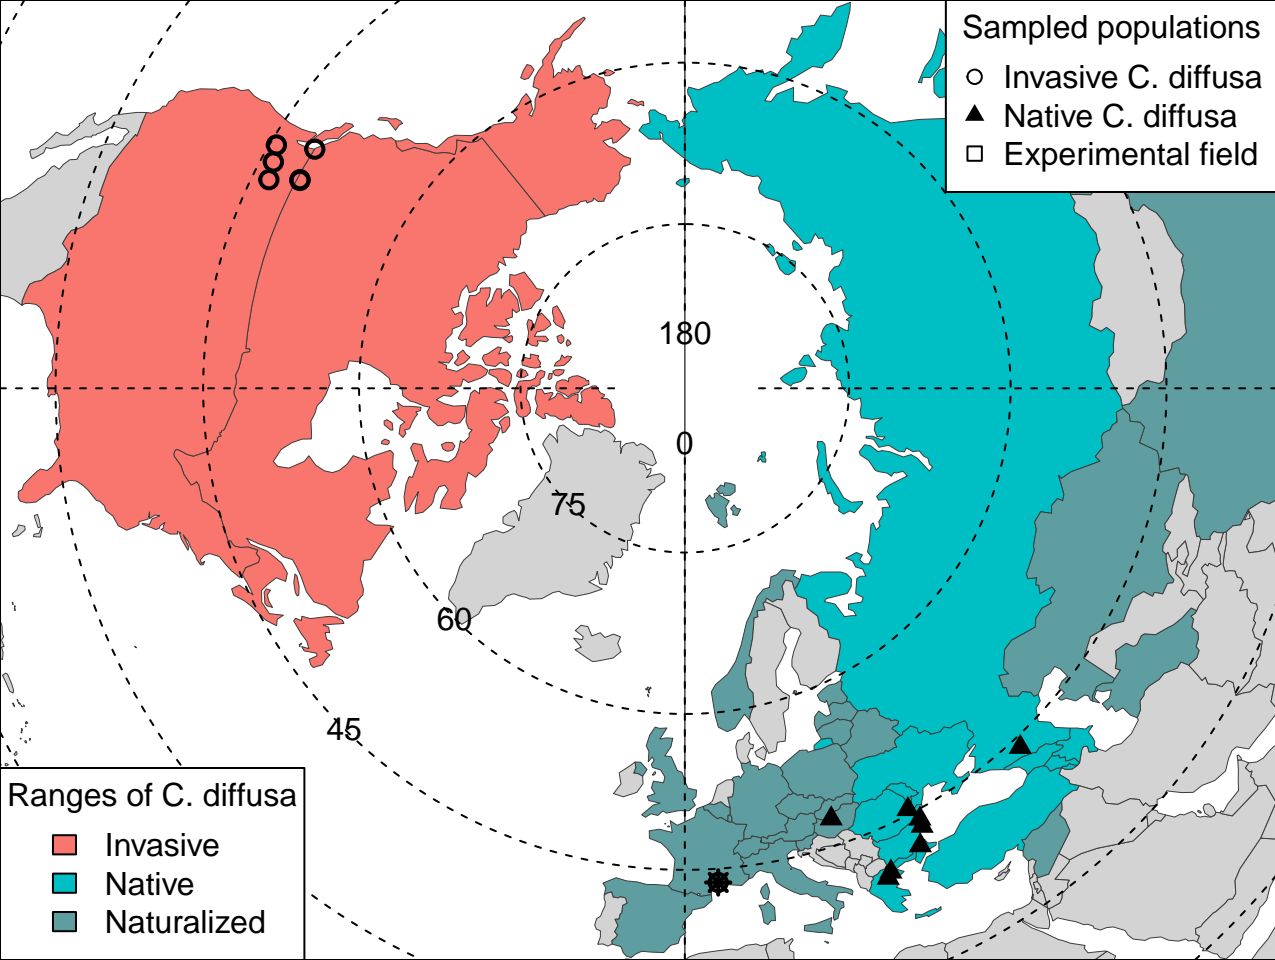 Sampled populations
Invasive C. diffusa
Native C. diffusa
Experimental field
180
0
75
60
45
Ranges of C. diffusa
Invasive
Native
Naturalized